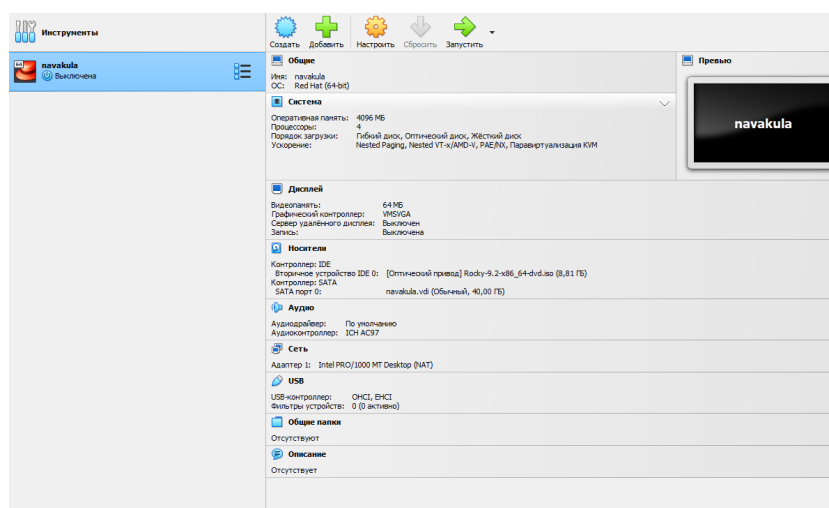 Инструменты
Создать Добавить Настроить Сбросить Запустить
64
navakula
Выключена
Общие
Имя: navakula
ОС: Red Hat (64-bit)
Превью
navakula
Система
Оперативная память: 4096 МБ
Процессоры: 4
Порядок загрузки: Гибкий диск, Оптический диск, Жёсткий диск
Ускорение: Nested Paging, Nested VT-x/AMD-V, PAE/NX, Паравиртуализация KVM
Дисплей
Видеопамять: 64 МБ
Графический контроллер: VMSVGA
Сервер удалённого дисплея: Выключен
Запись: Выключена
Носители
Контроллер: IDE
Вторичное устройство IDE 0: [Оптический привод] Rocky-9.2-x86_64-dvd.iso (8,81 ГБ)
Контроллер: SATA
SATA порт 0: navakula.vdi (Обычный, 40,00 ГБ)
Аудио
Аудиодрайвер: По умолчанию
Аудиоконтроллер: ICH AC97
Сеть
Адаптер 1: Intel PRO/1000 MT Desktop (NAT)
USB
USB-контроллер: OHCI, EHCI
Фильтры устройств: 0 (0 активно)
Общие папки
Отсутствуют
Описание
Отсутствует